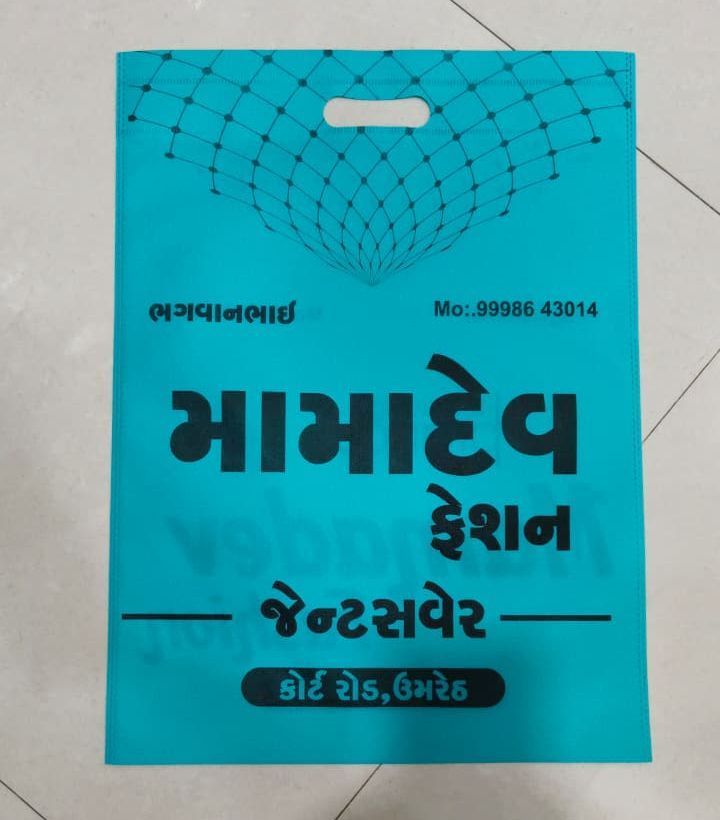 ભગવાનભાઇ Mo:.99986 43014
મામાદેવ
ફેશન
જેન્ટસવેર
કોર્ટ રોડ,ઉમરેઠ